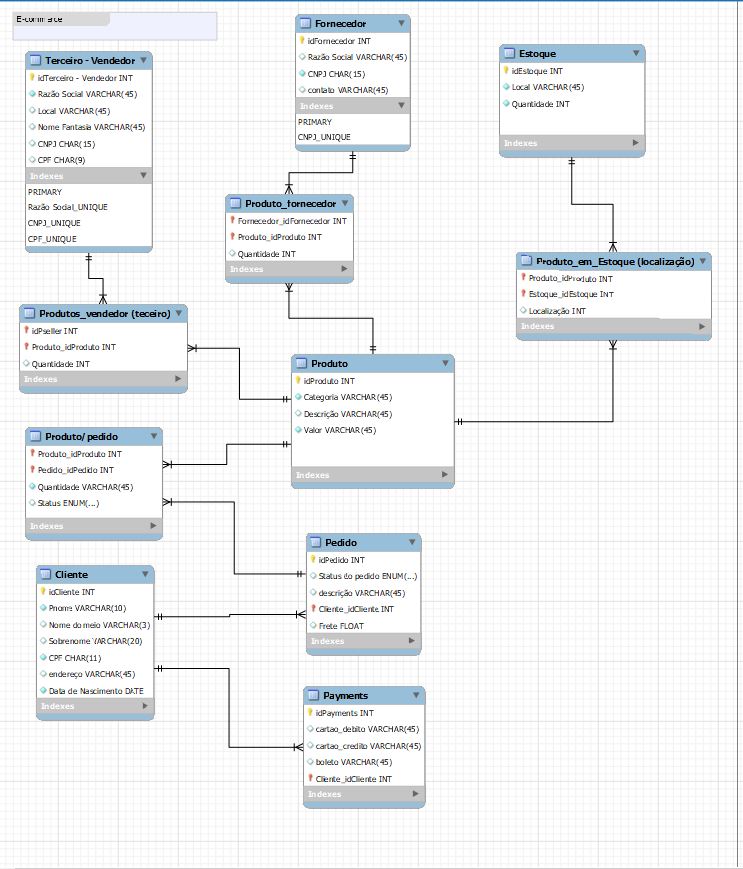 E-commerce
Fornecedor
idFornecedor INT
Razão Social VARCHAR(45)
CNPJ CHAR(15)
contato VARCHAR(45)
Indexes
PRIMARY
CNPJ_UNIQUE
Estoque
idEstoque INT
Local VARCHAR(45)
Quantidade INT
Indexes
Terceiro - Vendedor
idTerceiro - Vendedor INT
Razão Social VARCHAR(45)
Local VARCHAR(45)
Nome Fantasia VARCHAR(45)
CNPJ CHAR(15)
CPF CHAR(9)
Indexes
PRIMARY
Razão Social_UNIQUE
CNPJ_UNIQUE
CPF_UNIQUE
Produto_fornecedor
Fornecedor_idFornecedor INT
Produto_idProduto INT
Quantidade INT
Indexes
Produto_em_Estoque (localização)
Produto_idProduto INT
Estoque_idEstoque INT
Localização INT
Indexes
Produtos_vendedor (teceiro)
idPseller INT
Produto_idProduto INT
Quantidade INT
Indexes
Produto
idProduto INT
Categoria VARCHAR(45)
Descrição VARCHAR(45)
Valor VARCHAR(45)
Indexes
Produto/pedido
Produto_idProduto INT
Pedido_idPedido INT
Quantidade VARCHAR(45)
Status ENUM(...)
Indexes
Pedido
idPedido INT
Status do pedido ENUM(...)
descrição VARCHAR(45)
Cliente_idCliente INT
Frete FLOAT
Indexes
Cliente
idCliente INT
Pnome VARCHAR(10)
Nome do meio VARCHAR(3)
Sobrenome VARCHAR(20)
CPF CHAR(11)
endereço VARCHAR(45)
Data de Nascimento DATE
Indexes
Payments
idPayments INT
cartao_debito VARCHAR(45)
cartao_credito VARCHAR(45)
boleto VARCHAR(45)
Cliente_idCliente INT
Indexes